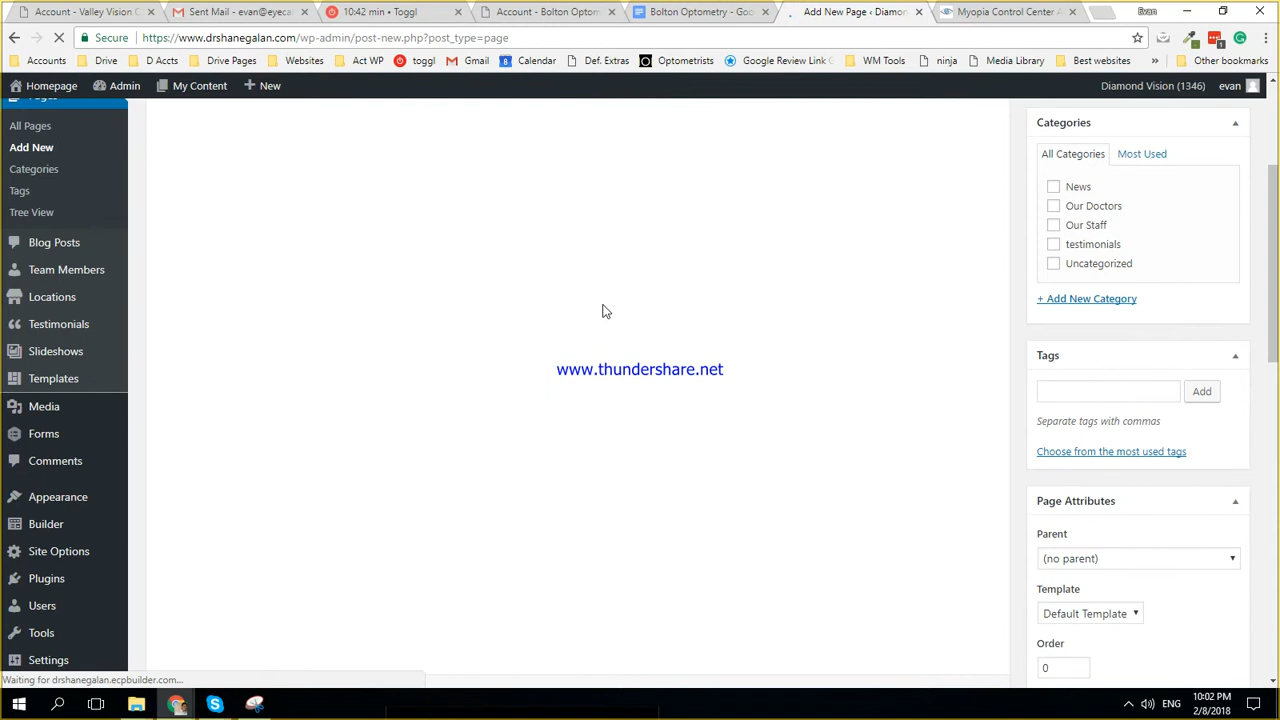 Account - Valley Vision C
Sent Mail - evan@eyeca
10:42 min • Toggl
Account - Bolton Optom
Bolton Optometry - Goo
Add New Page ‹ Diamon
Myopia Control Center A
Evan
Secure
https://www.drshanegalan.com/wp-admin/post-new.php?post_type=page
Accounts
Drive
D Accts
Drive Pages
Websites
Act WP
toggl
Gmail
Calendar
Def. Extras
Optometrists
Google Review Link G
WM Tools
ninja
Media Library
Best websites
»
Other bookmarks
Homepage
Admin
My Content
+ New
Diamond Vision (1346)
evan
All Pages
Add New
Categories
Tags
Tree View
Blog Posts
Team Members
Locations
Testimonials
Slideshows
Templates
Media
Forms
Comments
Appearance
Builder
Site Options
Plugins
Users
Tools
Settings
www.thundershare.net
Categories
All Categories
Most Used
News
Our Doctors
Our Staff
testimonials
Uncategorized
+ Add New Category
Tags
Add
Separate tags with commas
Choose from the most used tags
Page Attributes
Parent
(no parent)
Template
Default Template
Order
0
Waiting for drshanegalan.ecpbuilder.com...
ENG
10:02 PM
2/8/2018